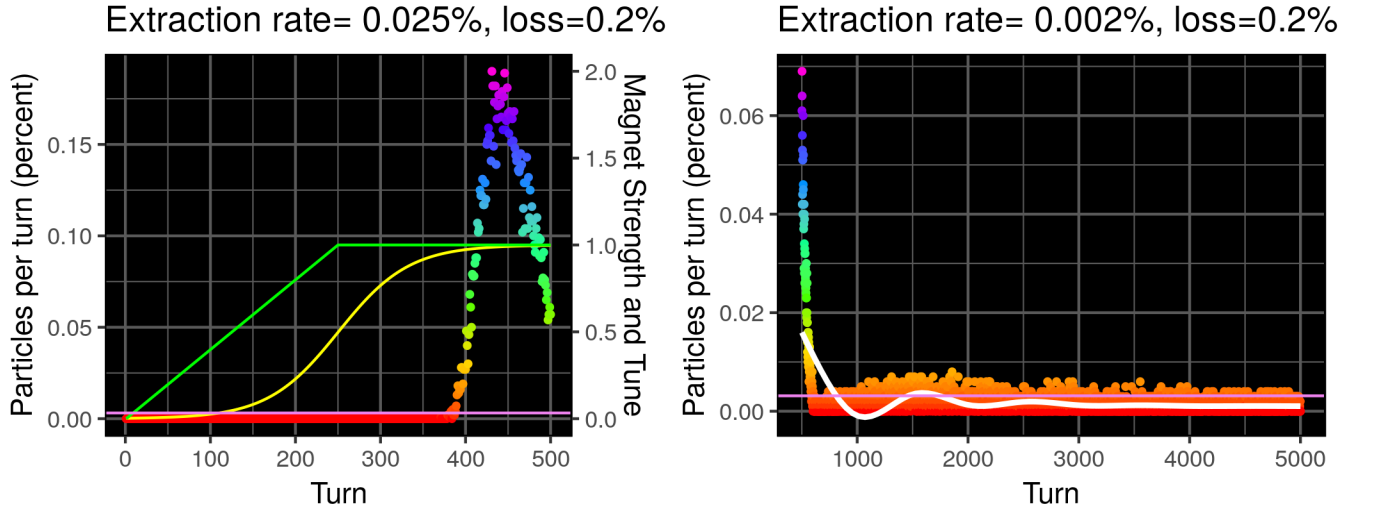 Extraction rate= 0.025%, loss=0.2%
Particles per turn (percent)
0.15
0.10
0.05
0.00
2.0
1.5
1.0
0.5
0.0
Magnet Strength and Tune
0 100 200 300 400 500
Turn
Extraction rate= 0.002%, loss=0.2%
Particles per turn (percent)
0.06
0.04
0.02
0.00
1000 2000 3000 4000 5000
Turn